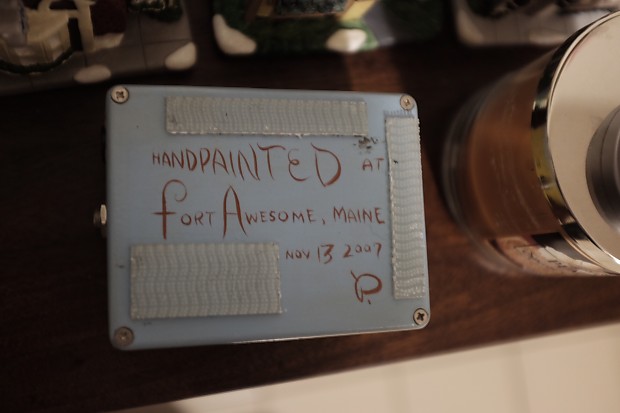 HANDPAINTED AT
Fort Awesome, MAINE
NOV 13 2007
P.